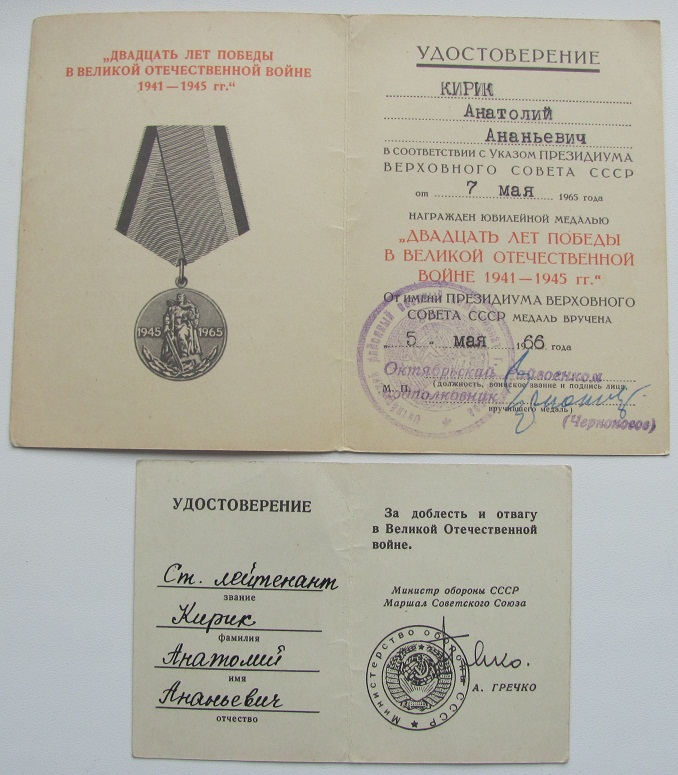 „ДВАДЦАТЬ ЛЕТ ПОБЕДЫ
В ВЕЛИКОЙ ОТЕЧЕСТВЕННОЙ ВОЙНЕ
1941—1945 гг.“
1945 1965
УДОСТОВЕРЕНИЕ
КИРИК
Анатолий
Ананьевич
В СООТВЕТСТВИИ С УКАЗОМ ПРЕЗИДИУМА
ВЕРХОВНОГО СОВЕТА СССР
от 7 мая 1965 года
НАГРАЖДЕН ЮБИЛЕЙНОЙ МЕДАЛЬЮ
„ДВАДЦАТЬ ЛЕТ ПОБЕДЫ
В ВЕЛИКОЙ ОТЕЧЕСТВЕННОЙ
ВОЙНЕ 1941—1945 гг.“
ОТ ИМЕНИ ПРЕЗИДИУМА ВЕРХОВНОГО
СОВЕТА СССР МЕДАЛЬ ВРУЧЕНА
„ 5 - мая 1966 года
Октябрьский Райвоенком
М. П. (должность, воинское звание и подпись лица,
Подполковник
вручившего медаль)
(Черноносов)
УДОСТОВЕРЕНИЕ
Ст. лейтенант
звание
Кирик
фамилия
Анатолий
имя
Ананьевич
отчество
За доблесть и отвагу
в Великой Отечественной
войне.
Министр обороны СССР
Маршал Советского Союза
Министерство обороны СССР
А. ГРЕЧКО